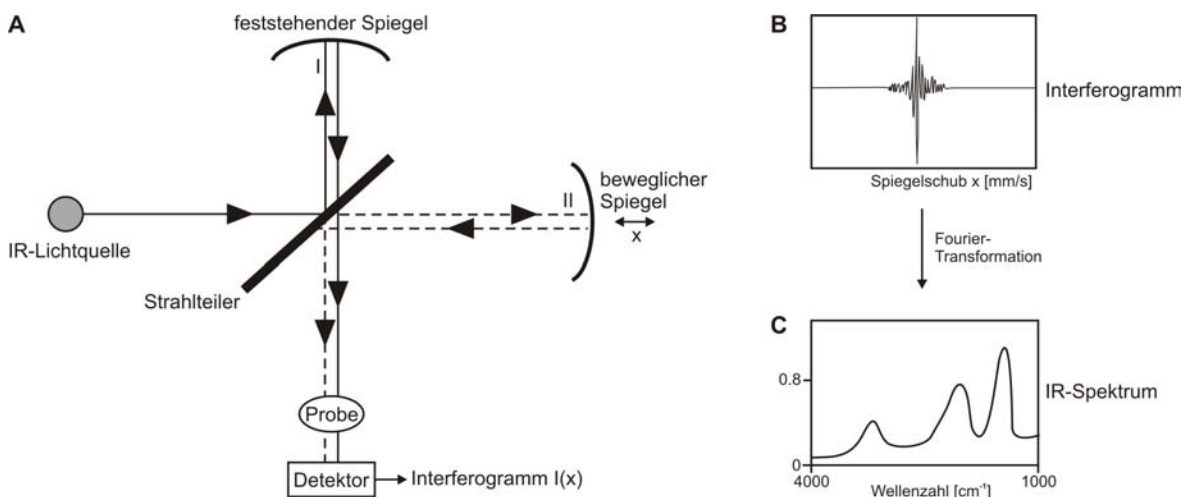 A
feststehender Spiegel
I
II
beweglicher
Spiegel
x
IR-Lichtquelle
Strahlteiler
Probe
Detektor
Interferogramm I(x)
B
Interferogramm
Spiegelschub x [mm/s]
Fourier-
Transformation
C
0.8
0
IR-Spektrum
4000
1000
Wellenzahl [cm⁻¹]